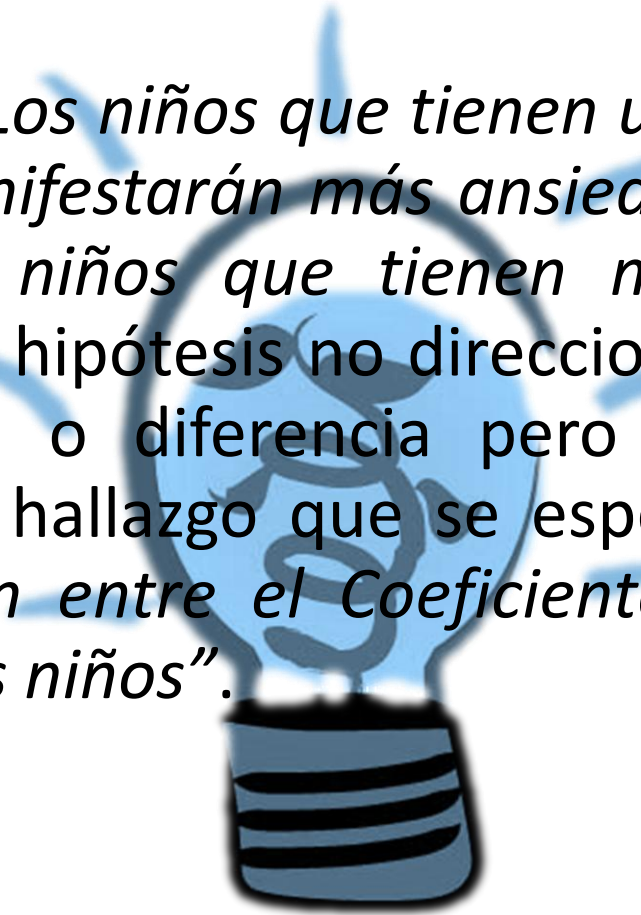 Los niños que tienen u
nifestarán más ansied
niños que tienen n
hipótesis no direccio
o diferencia pero
hallazgo que se esp
n entre el Coeficient
s niños”.